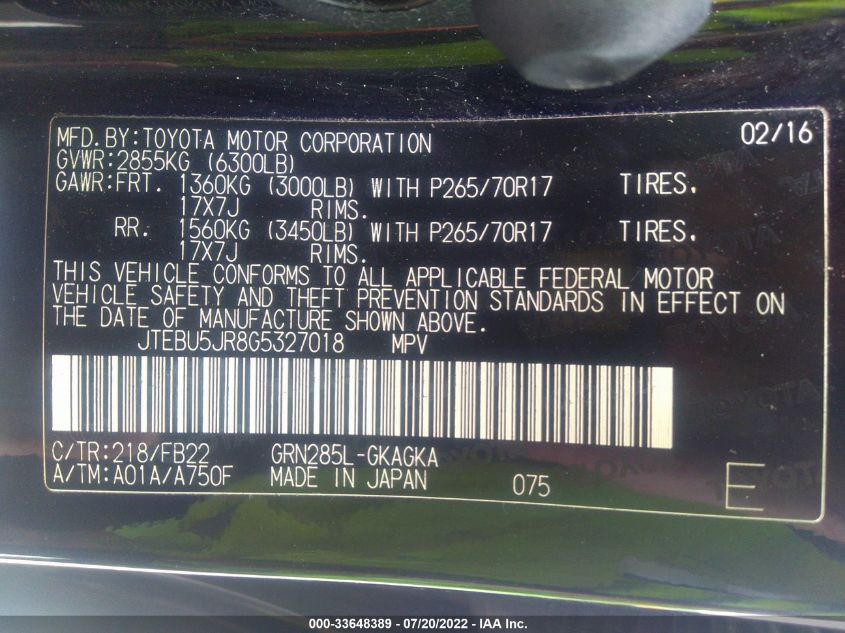 02/16
MFD.BY:TOYOTA MOTOR CORPORATION
GVWR:2855KG (6300LB)
GAWR:FRT. 1360KG (3000LB) WITH P265/70R17 TIRES.
17X7J RIMS.
RR. 1560KG (3450LB) WITH P265/70R17 TIRES.
17X7J RIMS.
THIS VEHICLE CONFORMS TO ALL APPLICABLE FEDERAL MOTOR
VEHICLE SAFETY AND THEFT PREVENTION STANDARDS IN EFFECT ON
THE DATE OF MANUFACTURE SHOWN ABOVE.
JTEBU5JR8G5327018 MPV
C/TR:218/FB22 GRN285L-GKAGKA
A/TM:A01A/A750F MADE IN JAPAN 075 E
000-33648389 - 07/20/2022 - IAA Inc.